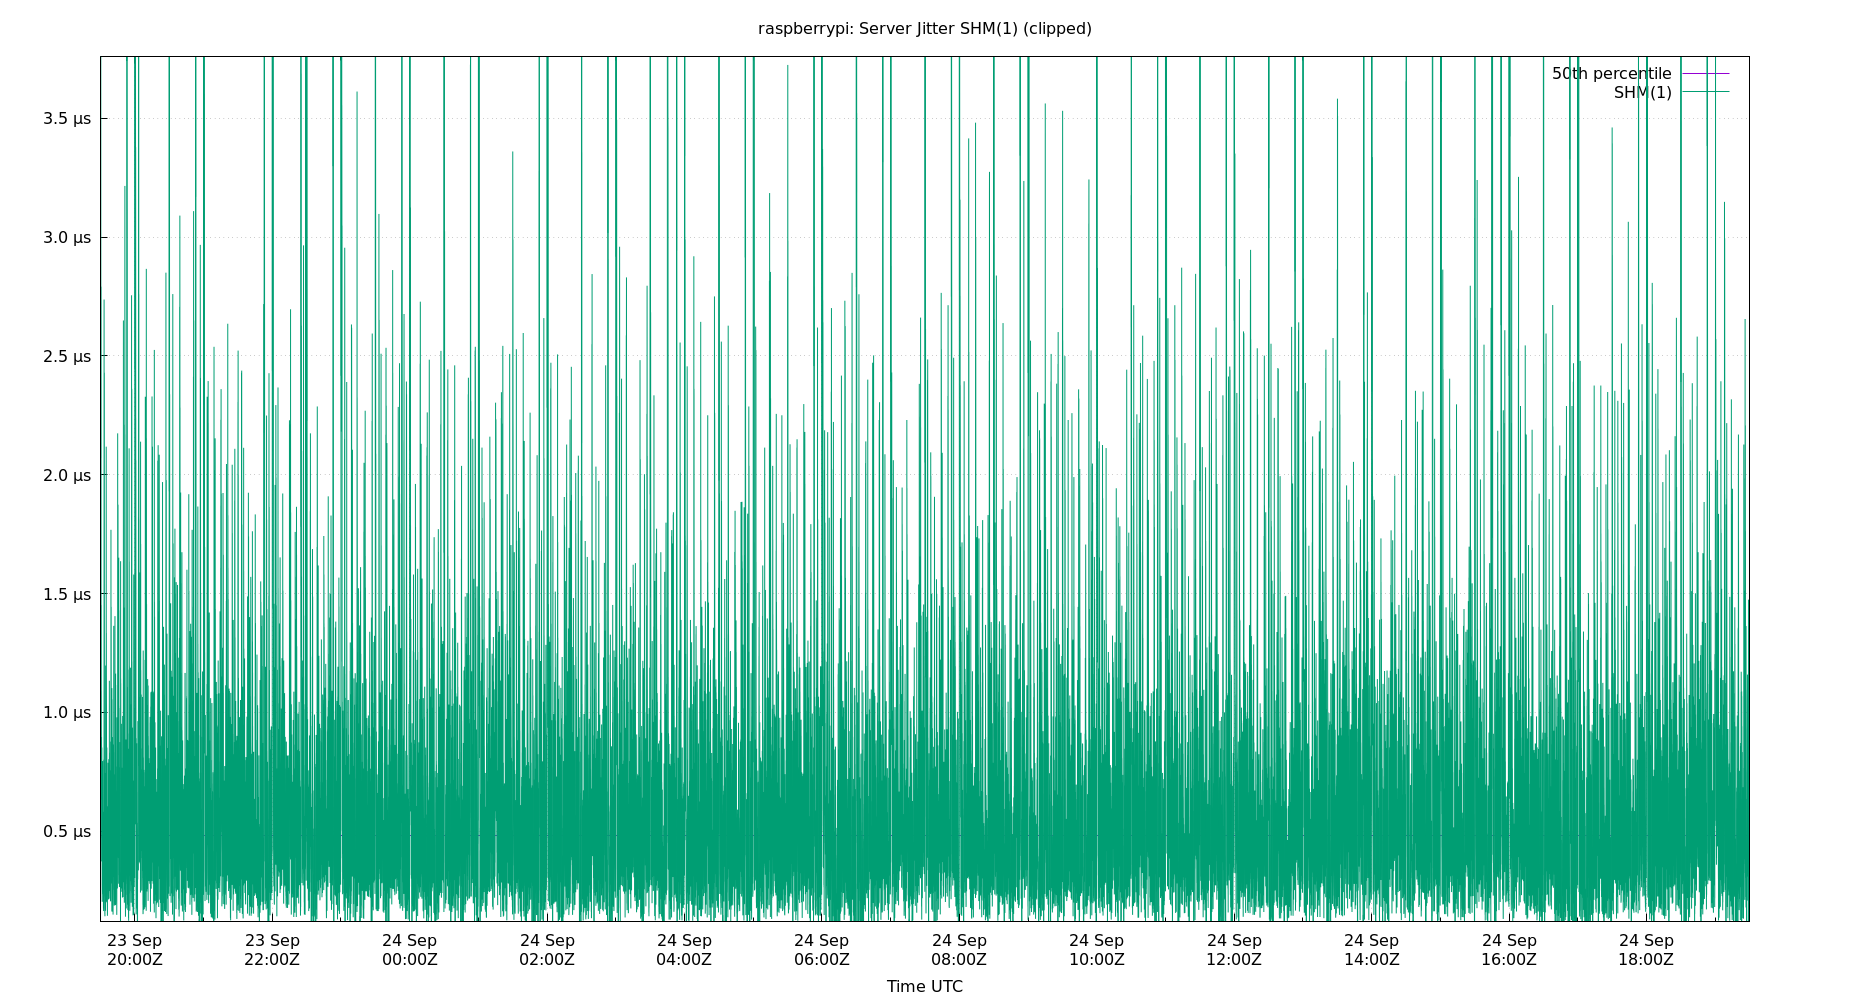 raspberrypi: Server Jitter SHM(1) (clipped)
50th percentile
SHM(1)
3.5 µs
3.0 µs
2.5 µs
2.0 µs
1.5 µs
1.0 µs
0.5 µs
23 Sep 23 Sep 24 Sep 24 Sep 24 Sep 24 Sep 24 Sep 24 Sep 24 Sep 24 Sep 24 Sep 24 Sep
20:00Z 22:00Z 00:00Z 02:00Z 04:00Z 06:00Z 08:00Z 10:00Z 12:00Z 14:00Z 16:00Z 18:00Z
Time UTC